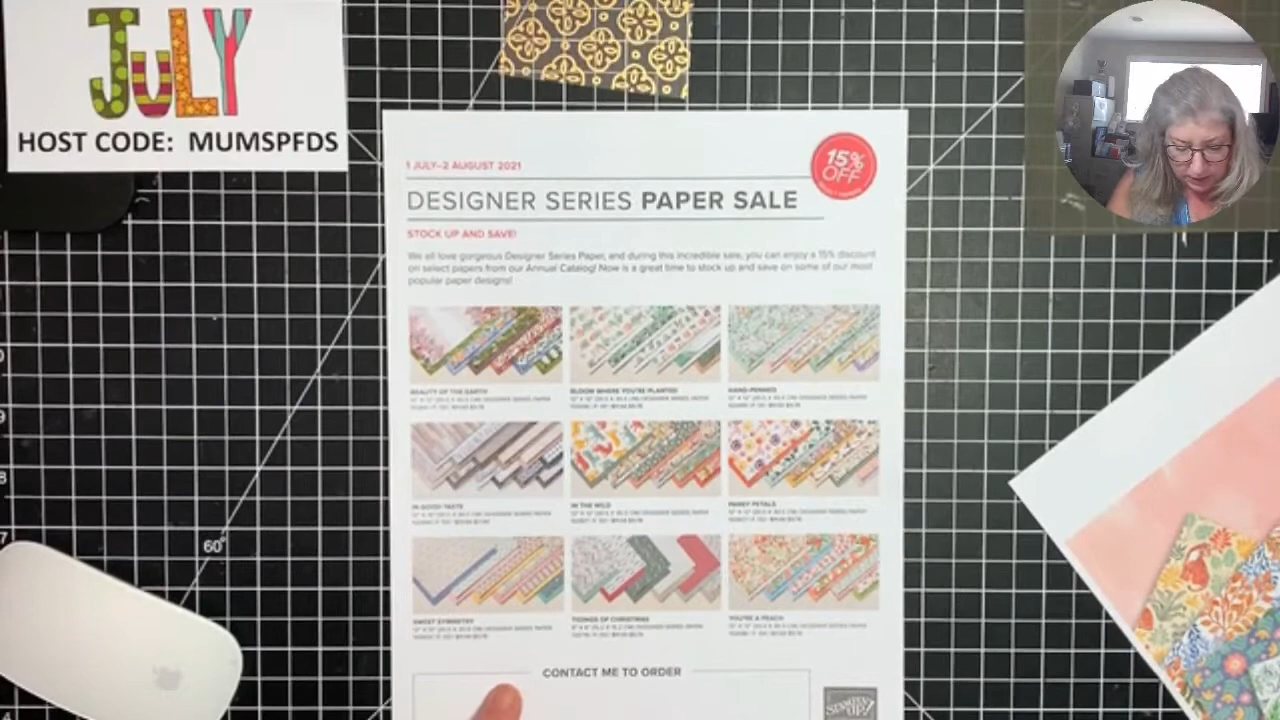 JULY
HOST CODE: MUMSPFDS
1 JULY–2 AUGUST 2021
15%
OFF
DESIGNER SERIES PAPER SALE
STOCK UP AND SAVE!
We all love gorgeous Designer Series Paper, and during this incredible sale, you can enjoy a 15% discount
on select papers from our Annual Catalog! Now is a great time to stock up and save on some of our most
popular paper designs!
BEAUTY OF THE EARTH
BLOOM WHERE YOU'RE PLANTED
HAND-PENNED
IN GOOD TASTE
IN THE WILD
PANSY PETALS
SWEET SYMMETRY
TIDINGS OF CHRISTMAS
YOU'RE A PEACH
CONTACT ME TO ORDER
STAMPIN' UP!
60°